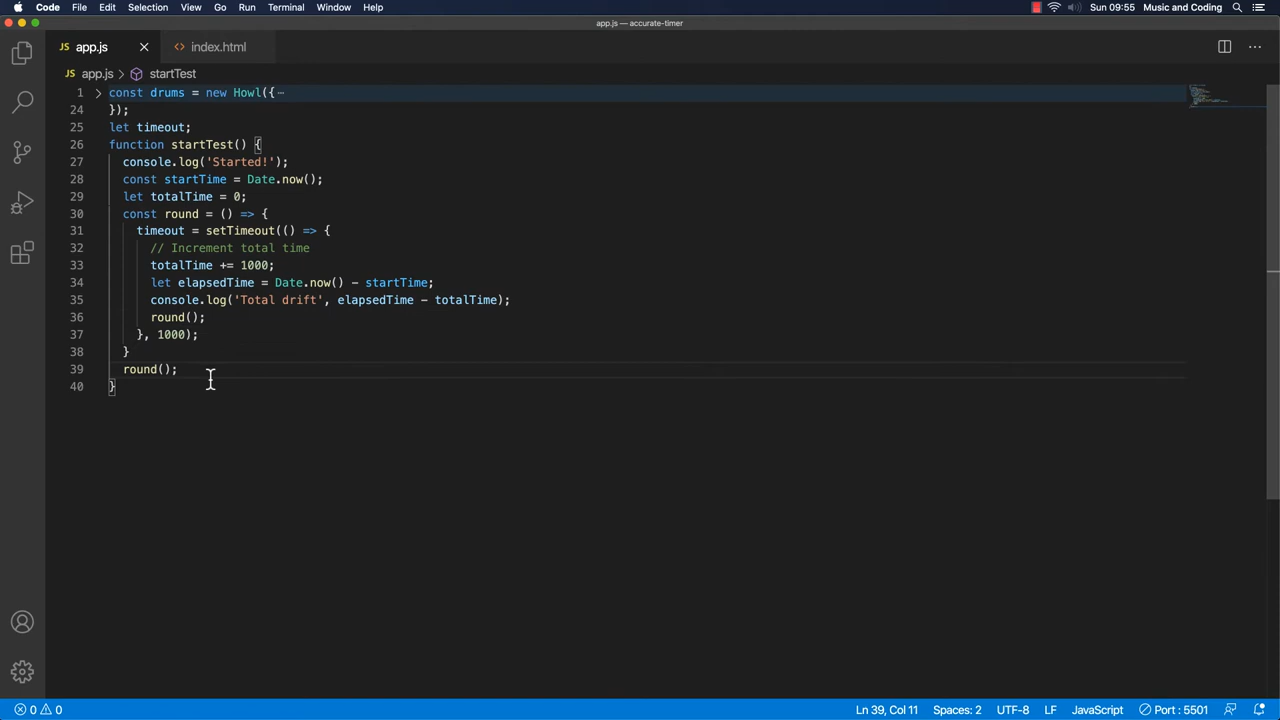 Code File Edit Selection View Go Run Terminal Window Help Sun 09:55 Music and Coding
app.js — accurate-timer
JS app.js <> index.html
JS app.js > startTest
1 const drums = new Howl({ ⋯
24 });
25 let timeout;
26 function startTest() {
27 console.log('Started!');
28 const startTime = Date.now();
29 let totalTime = 0;
30 const round = () => {
31 timeout = setTimeout(() => {
32 // Increment total time
33 totalTime += 1000;
34 let elapsedTime = Date.now() - startTime;
35 console.log('Total drift', elapsedTime - totalTime);
36 round();
37 }, 1000);
38 }
39 round();
40 }
0 0 Ln 39, Col 11 Spaces: 2 UTF-8 LF JavaScript Port : 5501